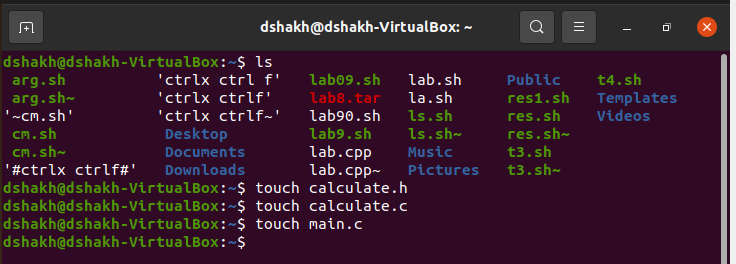 dshakh@dshakh-VirtualBox: ~
dshakh@dshakh-VirtualBox:~$ ls
arg.sh 'ctrlx ctrl f' lab09.sh lab.sh Public t4.sh
arg.sh~ 'ctrlx ctrlf' lab8.tar la.sh res1.sh Templates
'~cm.sh' 'ctrlx ctrlf~' lab90.sh ls.sh res.sh Videos
cm.sh Desktop lab9.sh ls.sh~ res.sh~
cm.sh~ Documents lab.cpp Music t3.sh
'#ctrlx ctrlf#' Downloads lab.cpp~ Pictures t3.sh~
dshakh@dshakh-VirtualBox:~$ touch calculate.h
dshakh@dshakh-VirtualBox:~$ touch calculate.c
dshakh@dshakh-VirtualBox:~$ touch main.c
dshakh@dshakh-VirtualBox:~$